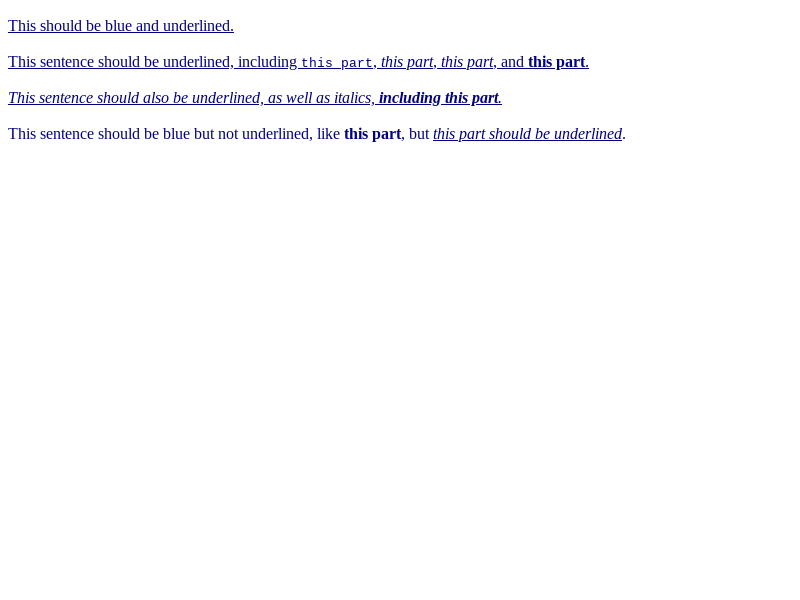 This should be blue and underlined.
This sentence should be underlined, including this part, this part, this part, and this part.
This sentence should also be underlined, as well as italics, including this part.
This sentence should be blue but not underlined, like this part, but this part should be underlined.